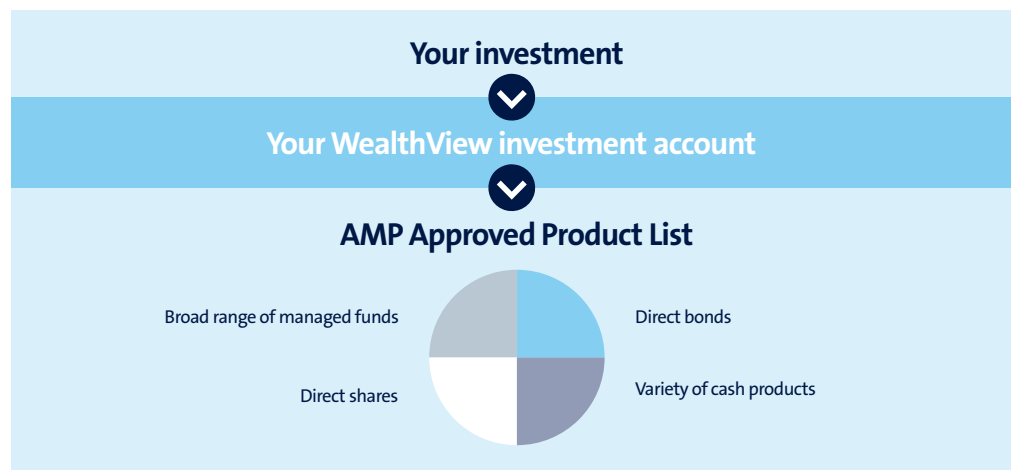 Your investment
Your WealthView investment account
AMP Approved Product List
Broad range of managed funds
Direct bonds
Direct shares
Variety of cash products